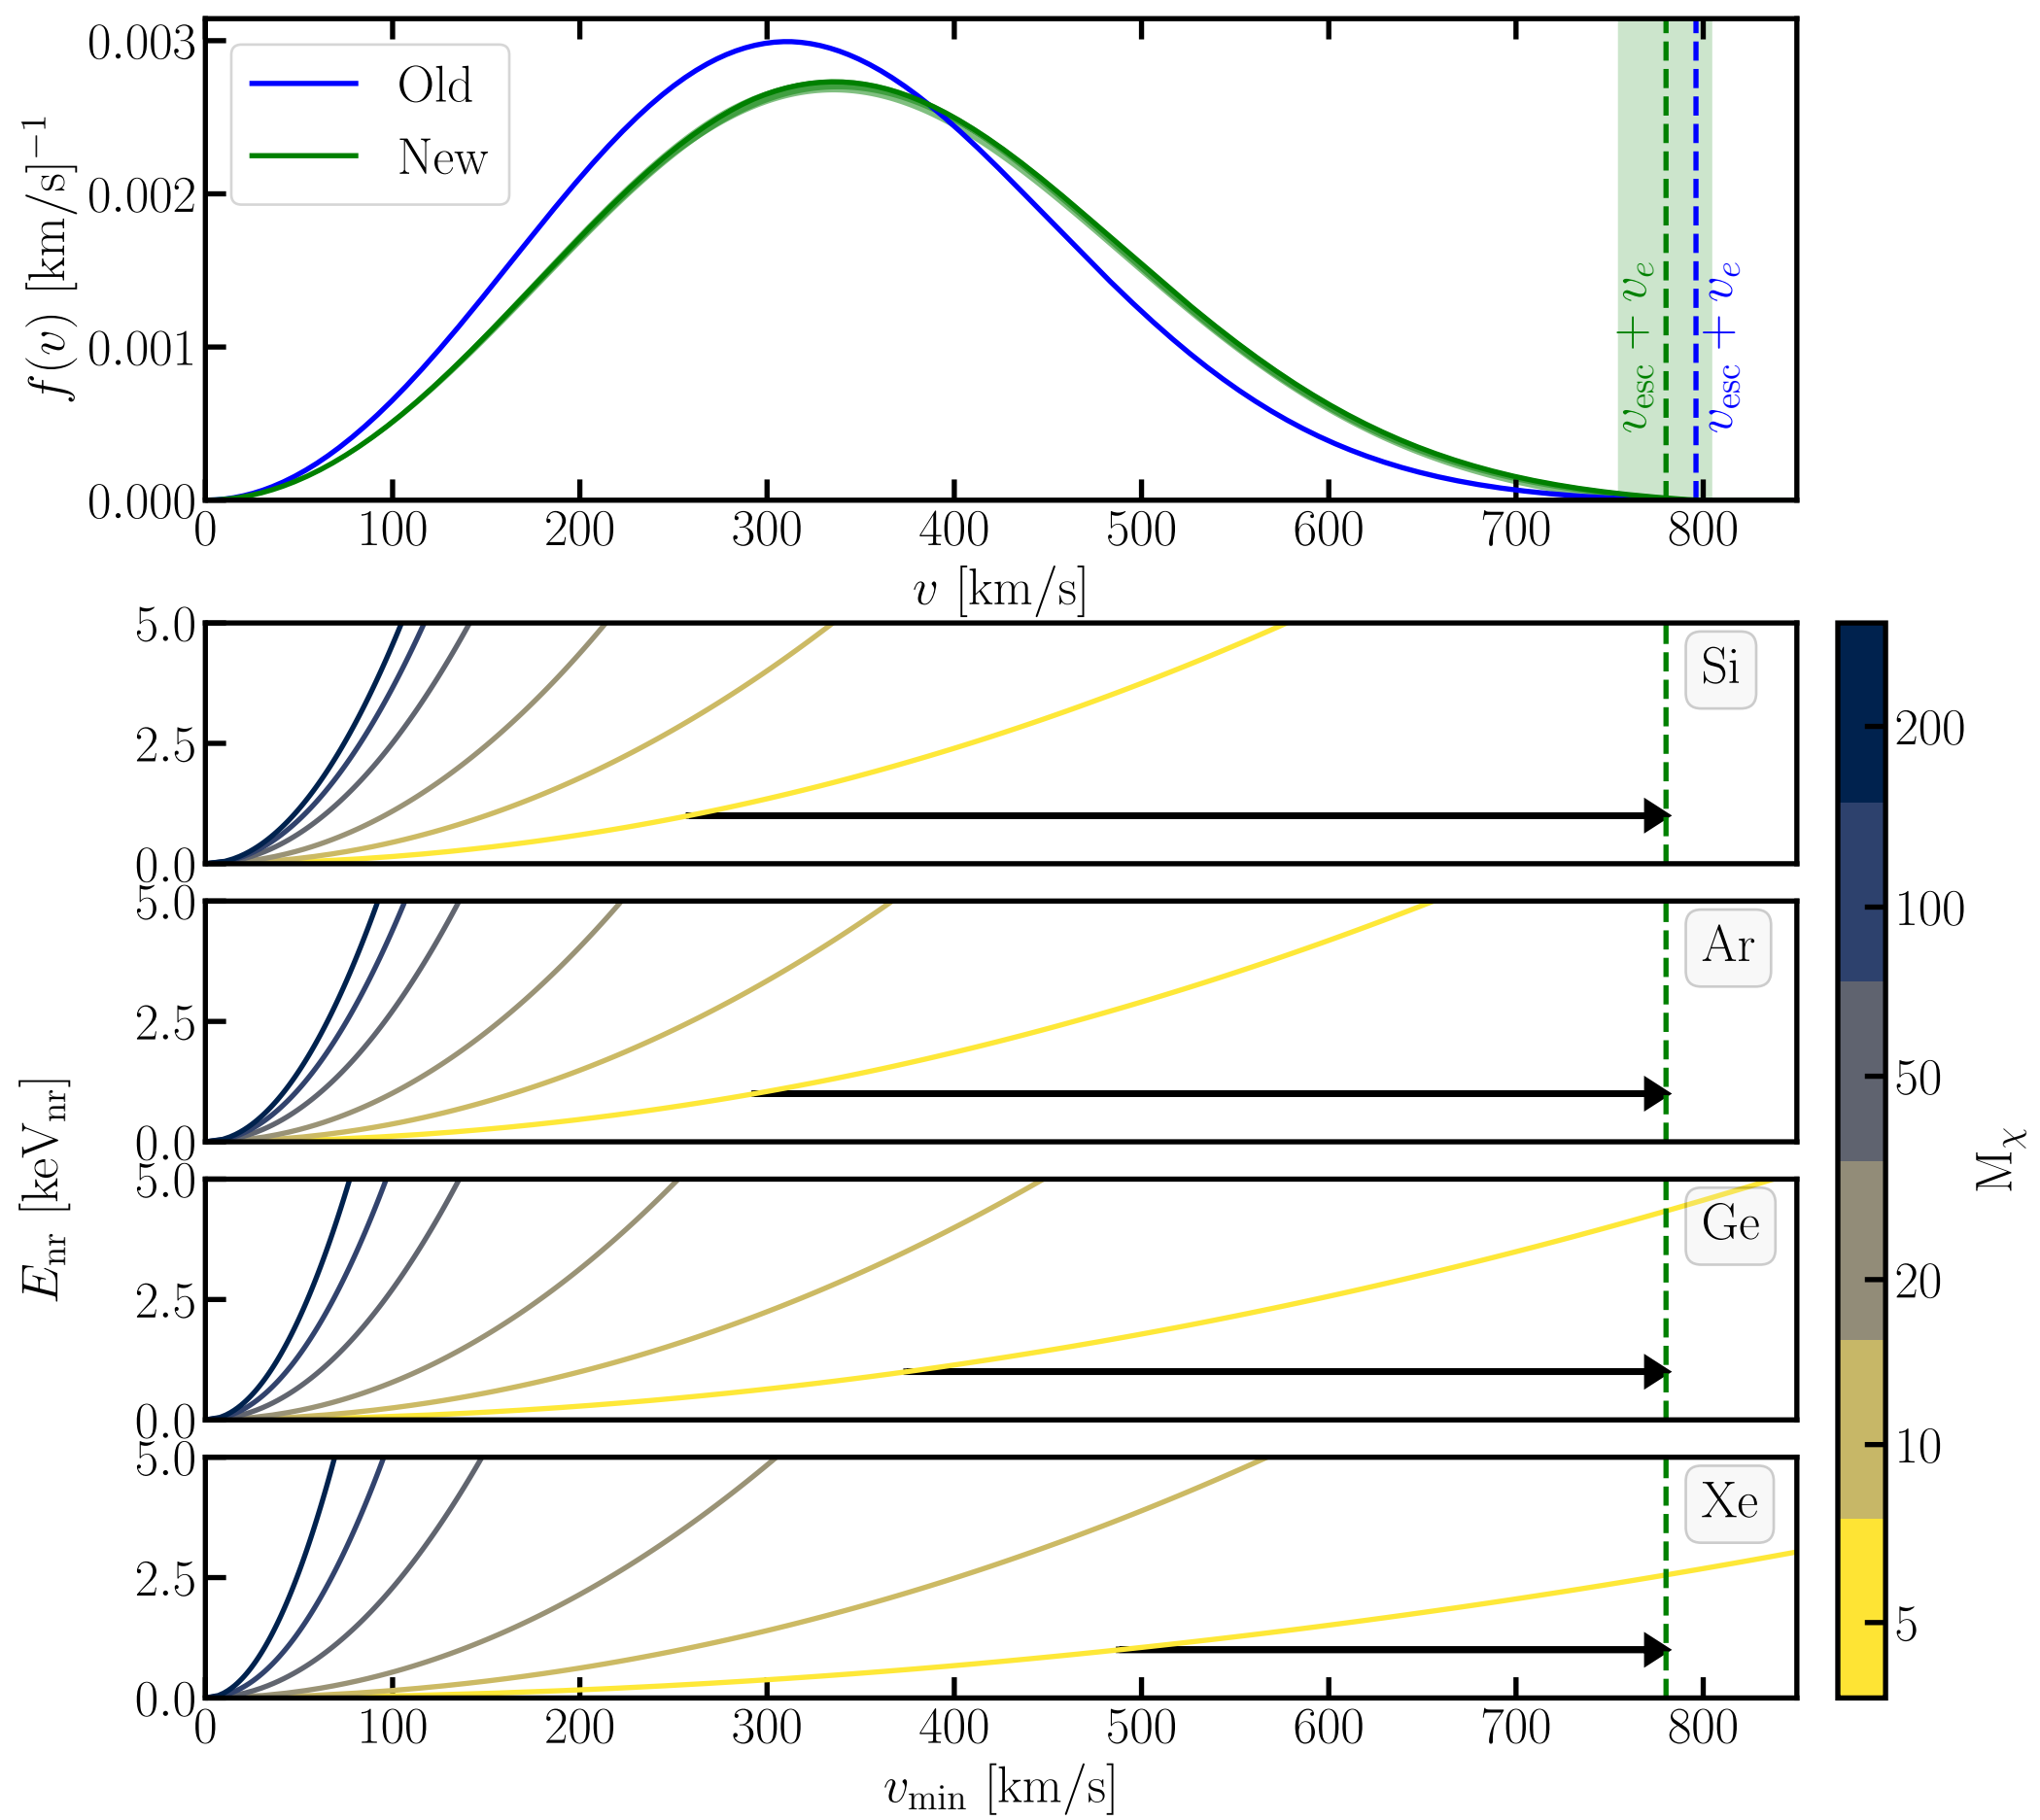 f(v) [km/s]⁻¹
0.003
0.002
0.001
0.000
Old
New
v_esc + v_e
v_esc + v_e
0 100 200 300 400 500 600 700 800
v [km/s]
E_nr [keV_nr]
5.0
2.5
0.0
Si
5.0
2.5
0.0
Ar
5.0
2.5
0.0
Ge
5.0
2.5
0.0
Xe
0 100 200 300 400 500 600 700 800
v_min [km/s]
200
100
50
20
10
5
M_χ